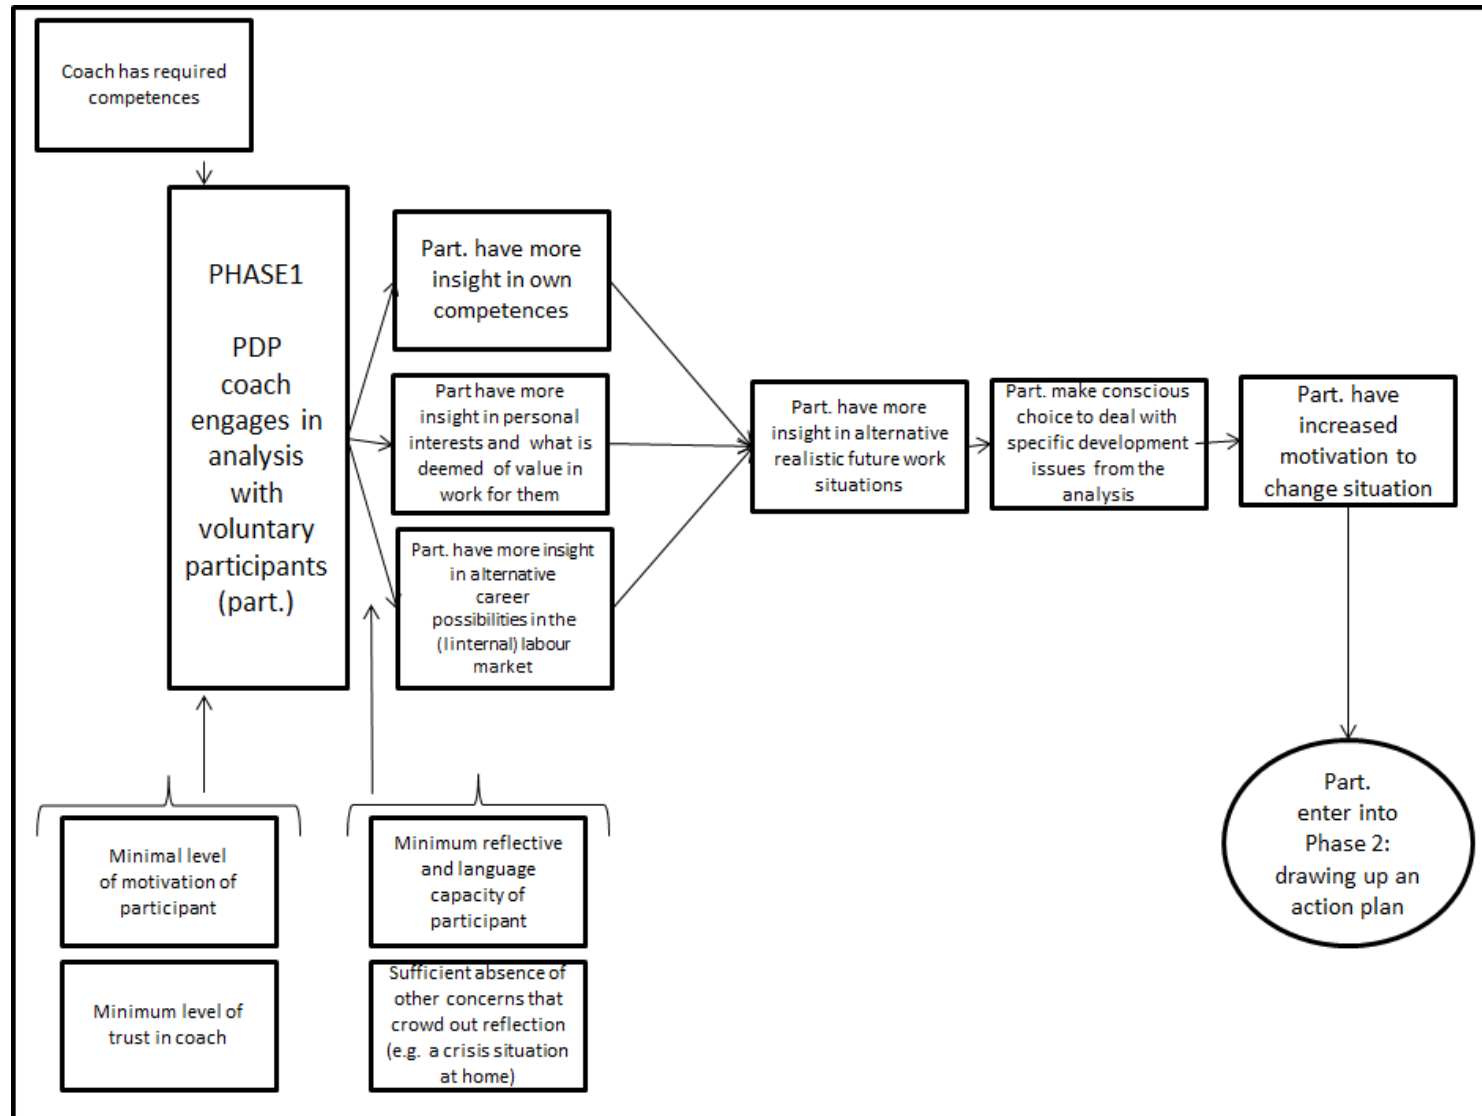 Coach has required
competences
PHASE1
PDP
coach
engages in
analysis
with
voluntary
participants
(part.)
Part. have more
insight in own
competences
Part have more
insight in personal
interests and what is
deemed of value in
work for them
Part. have more insight
in alternative
career
possibilities in the
(Iinternal) labour
market
Part. have more
insight in alternative
realistic future work
situations
Part. make conscious
choice to deal with
specific development
issues from the
analysis
Part. have
increased
motivation to
change situation
Part.
enter into
Phase 2:
drawing up an
action plan
Minimal level
of motivation of
participant
Minimum level of
trust in coach
Minimum reflective
and language
capacity of
participant
Sufficient absence of
other concerns that
crowd out reflection
(e.g. a crisis situation
at home)